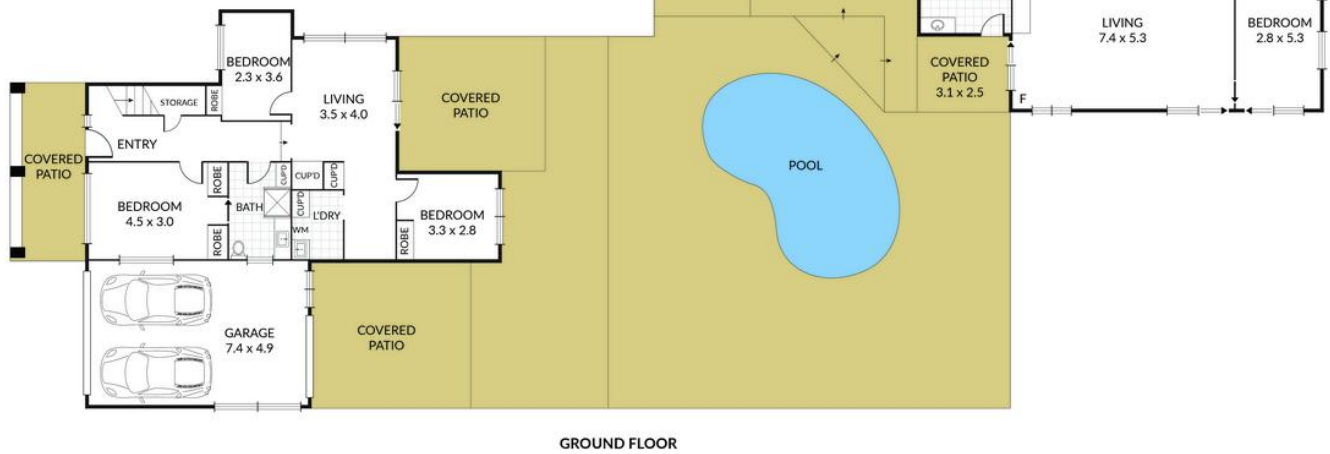 LIVING
7.4 x 5.3
BEDROOM
2.8 x 5.3
BEDROOM
2.3 x 3.6
COVERED
PATIO
3.1 x 2.5
F
STORAGE
ROBE
LIVING
3.5 x 4.0
COVERED
PATIO
ENTRY
COVERED
PATIO
POOL
ROBE
CUP'D
CUP'D
CUP'D
BEDROOM
4.5 x 3.0
BATH
CUP'D
L'DRY
BEDROOM
3.3 x 2.8
WM
ROBE
ROBE
GARAGE
7.4 x 4.9
COVERED
PATIO
GROUND FLOOR